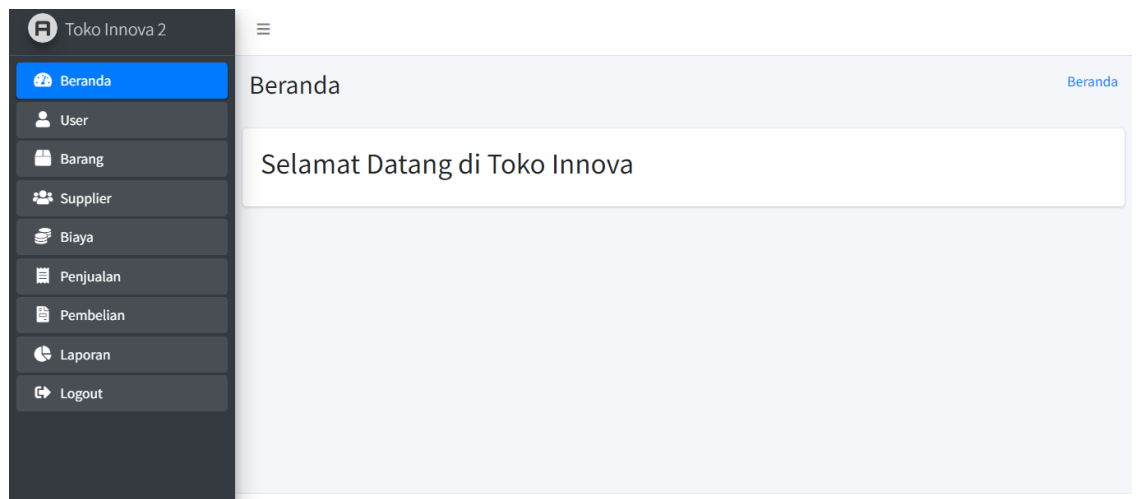 Toko Innova 2
Beranda
User
Barang
Supplier
Biaya
Penjualan
Pembelian
Laporan
Logout
Beranda
Beranda
Selamat Datang di Toko Innova